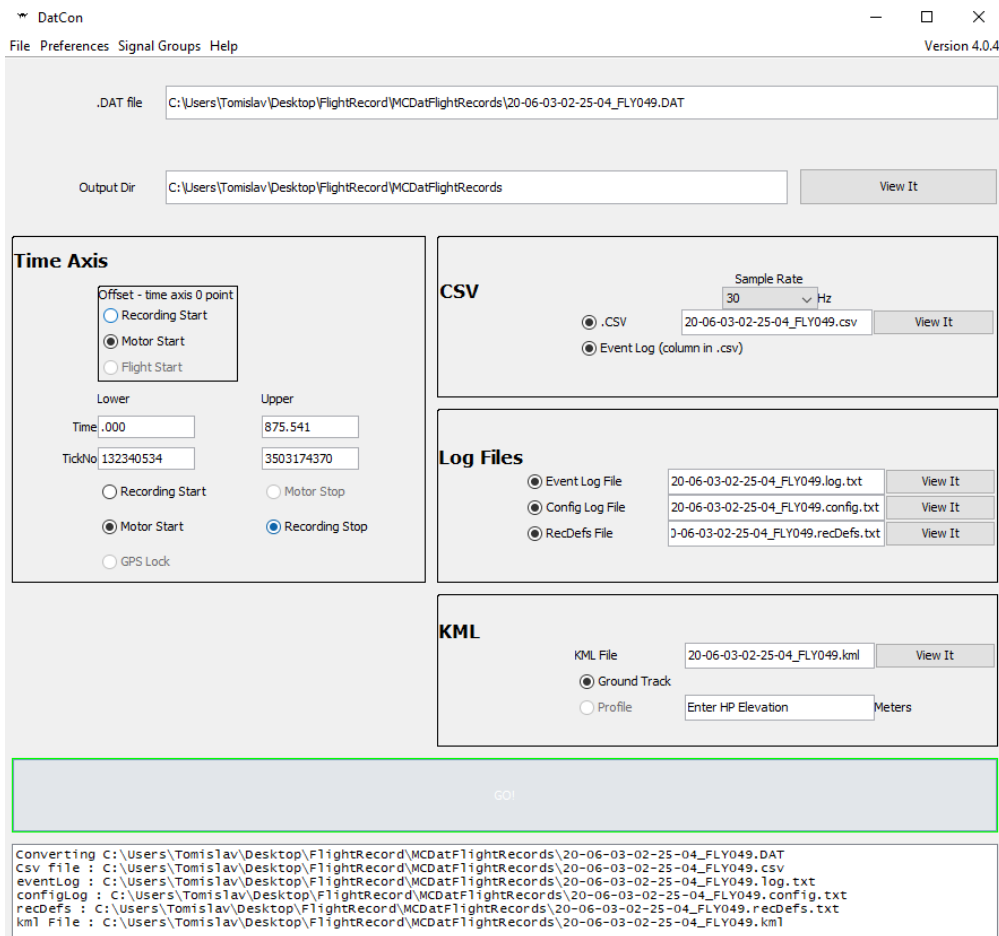 DatCon
File Preferences Signal Groups Help Version 4.0.4
.DAT file C:\Users\Tomislav\Desktop\FlightRecord\MCDatFlightRecords\20-06-03-02-25-04_FLY049.DAT
Output Dir C:\Users\Tomislav\Desktop\FlightRecord\MCDatFlightRecords View It
Time Axis
Offset - time axis 0 point
Recording Start
Motor Start
Flight Start
Lower Upper
Time .000 875.541
TickNo 132340534 3503174370
Recording Start Motor Stop
Motor Start Recording Stop
GPS Lock
CSV
Sample Rate
30 Hz
.CSV 20-06-03-02-25-04_FLY049.csv View It
Event Log (column in .csv)
Log Files
Event Log File 20-06-03-02-25-04_FLY049.log.txt View It
Config Log File 20-06-03-02-25-04_FLY049.config.txt View It
RecDefs File 0-06-03-02-25-04_FLY049.recDefs.txt View It
KML
KML File 20-06-03-02-25-04_FLY049.kml View It
Ground Track
Profile Enter HP Elevation Meters
GO!
Converting C:\Users\Tomislav\Desktop\FlightRecord\MCDatFlightRecords\20-06-03-02-25-04_FLY049.DAT
Csv file : C:\Users\Tomislav\Desktop\FlightRecord\MCDatFlightRecords\20-06-03-02-25-04_FLY049.csv
eventLog : C:\Users\Tomislav\Desktop\FlightRecord\MCDatFlightRecords\20-06-03-02-25-04_FLY049.log.txt
configLog : C:\Users\Tomislav\Desktop\FlightRecord\MCDatFlightRecords\20-06-03-02-25-04_FLY049.config.txt
recDefs : C:\Users\Tomislav\Desktop\FlightRecord\MCDatFlightRecords\20-06-03-02-25-04_FLY049.recDefs.txt
kml File : C:\Users\Tomislav\Desktop\FlightRecord\MCDatFlightRecords\20-06-03-02-25-04_FLY049.kml